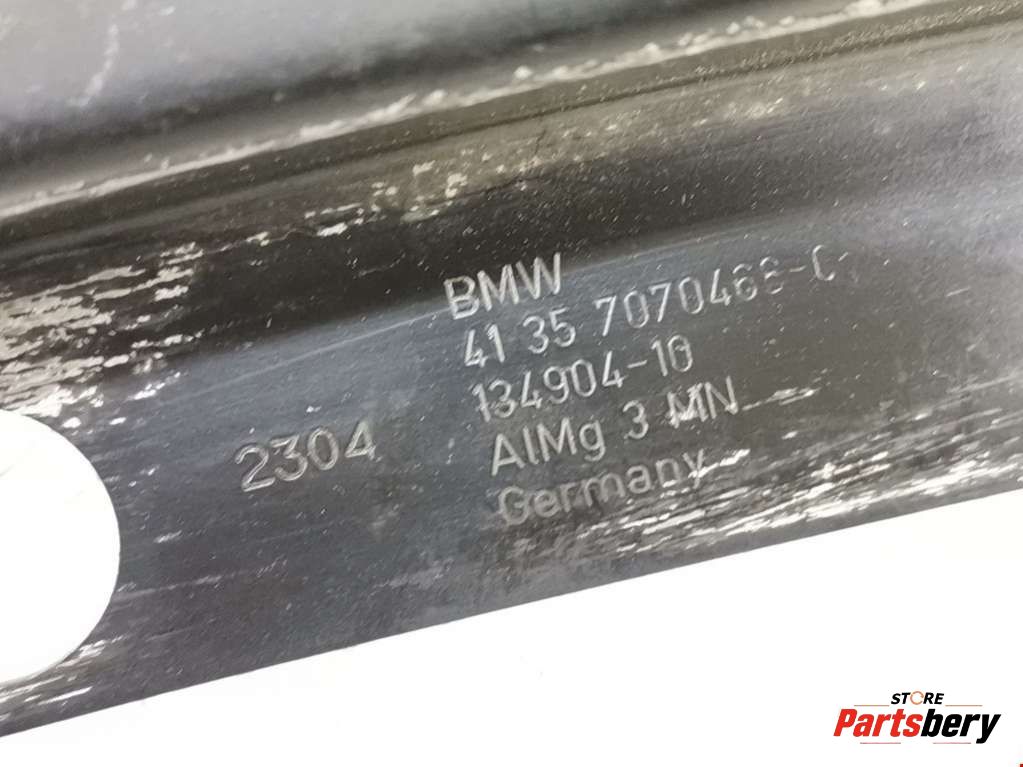 BMW
41 35 7070468-0
134904-10
2304 AlMg 3 MN
Germany
STORE
Partsbery